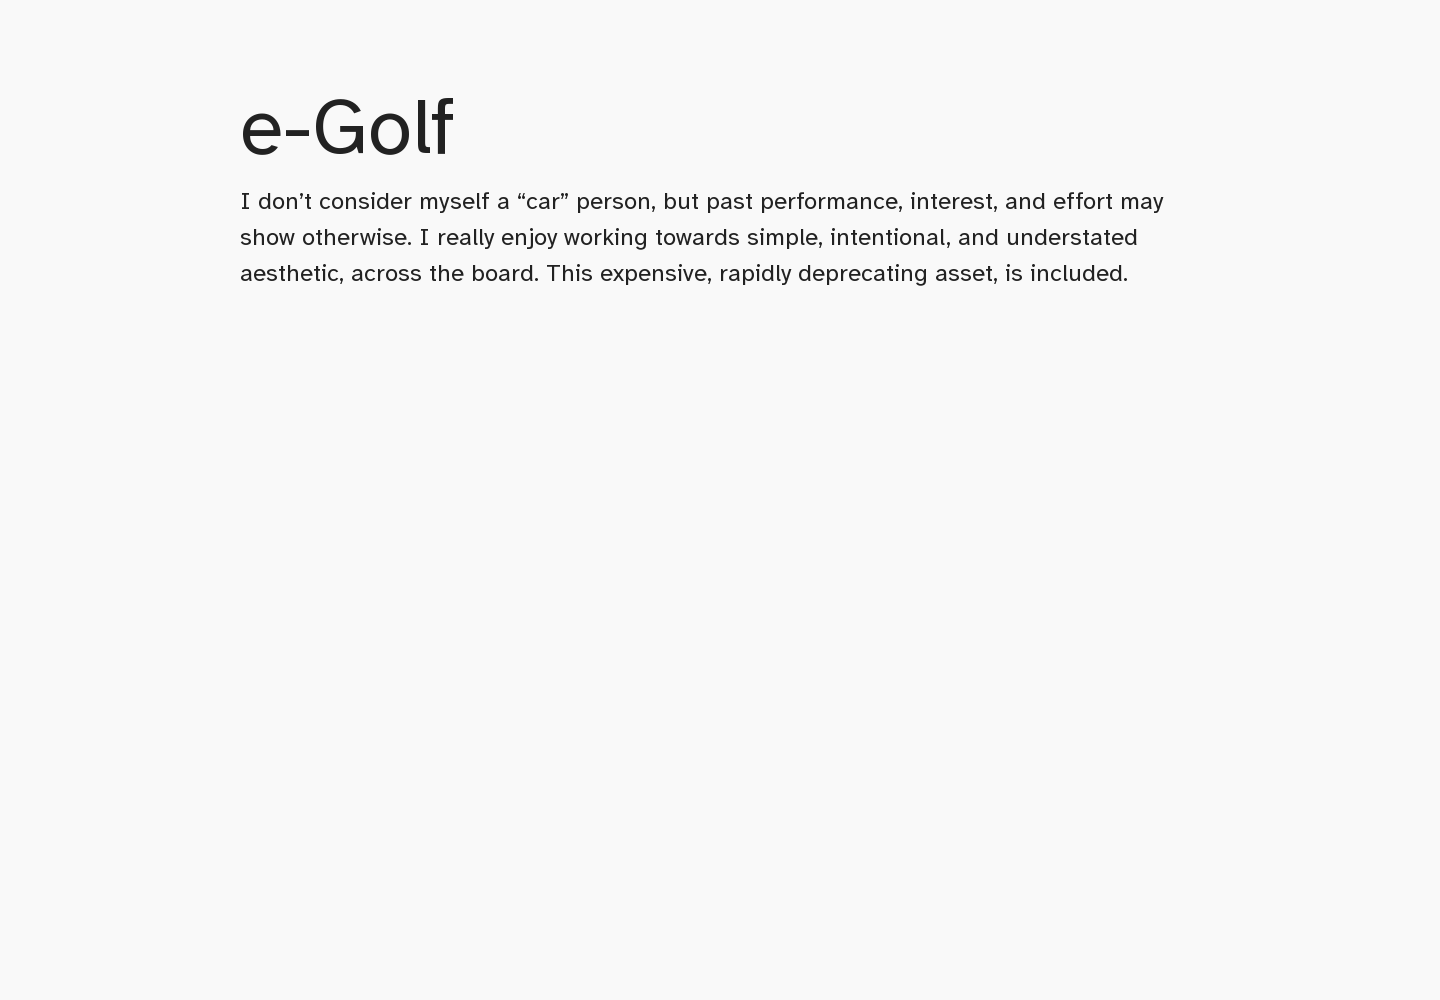 e-Golf
I don’t consider myself a “car” person, but past performance, interest, and effort may
show otherwise. I really enjoy working towards simple, intentional, and understated
aesthetic, across the board. This expensive, rapidly deprecating asset, is included.